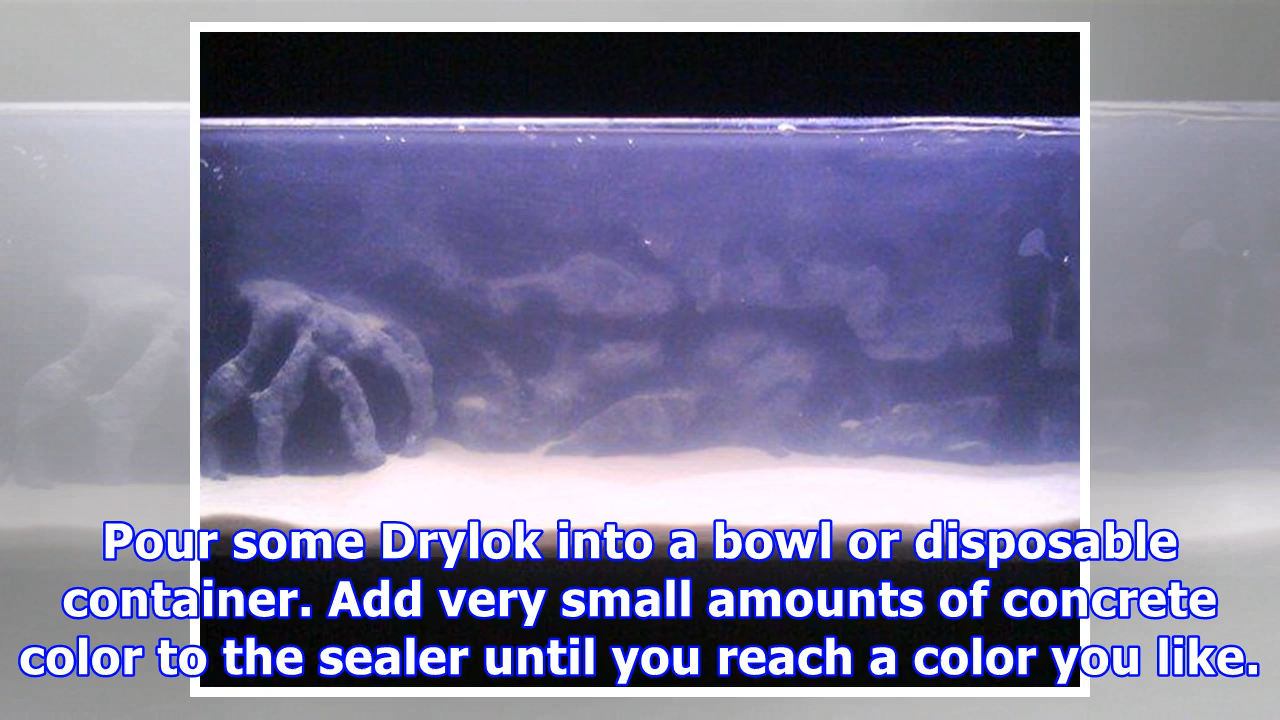 Pour some Drylok into a bowl or disposable
container. Add very small amounts of concrete
color to the sealer until you reach a color you like.